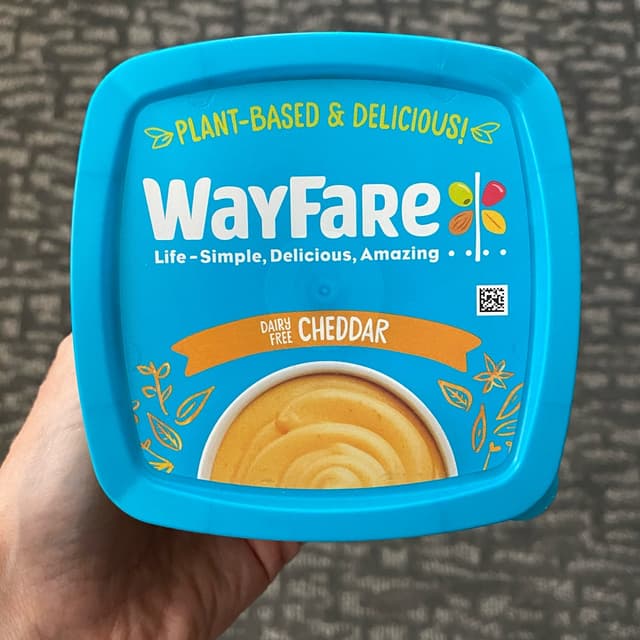 PLANT-BASED & DELICIOUS!
WayFare
Life-Simple, Delicious, Amazing
DAIRY FREE CHEDDAR